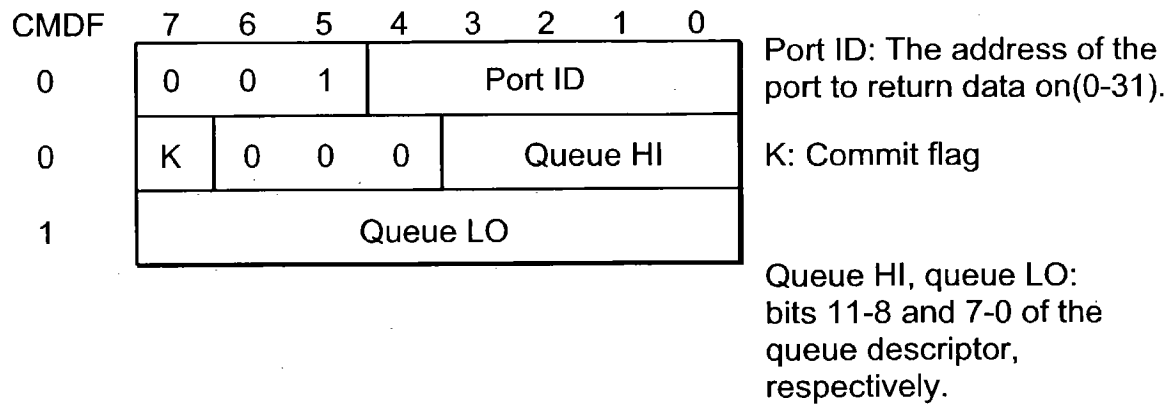 CMDF 7 6 5 4 3 2 1 0
0 0 0 1 Port ID
Port ID: The address of the
port to return data on(0-31).
0 K 0 0 0 Queue HI
K: Commit flag
1 Queue LO
Queue HI, queue LO:
bits 11-8 and 7-0 of the
queue descriptor,
respectively.